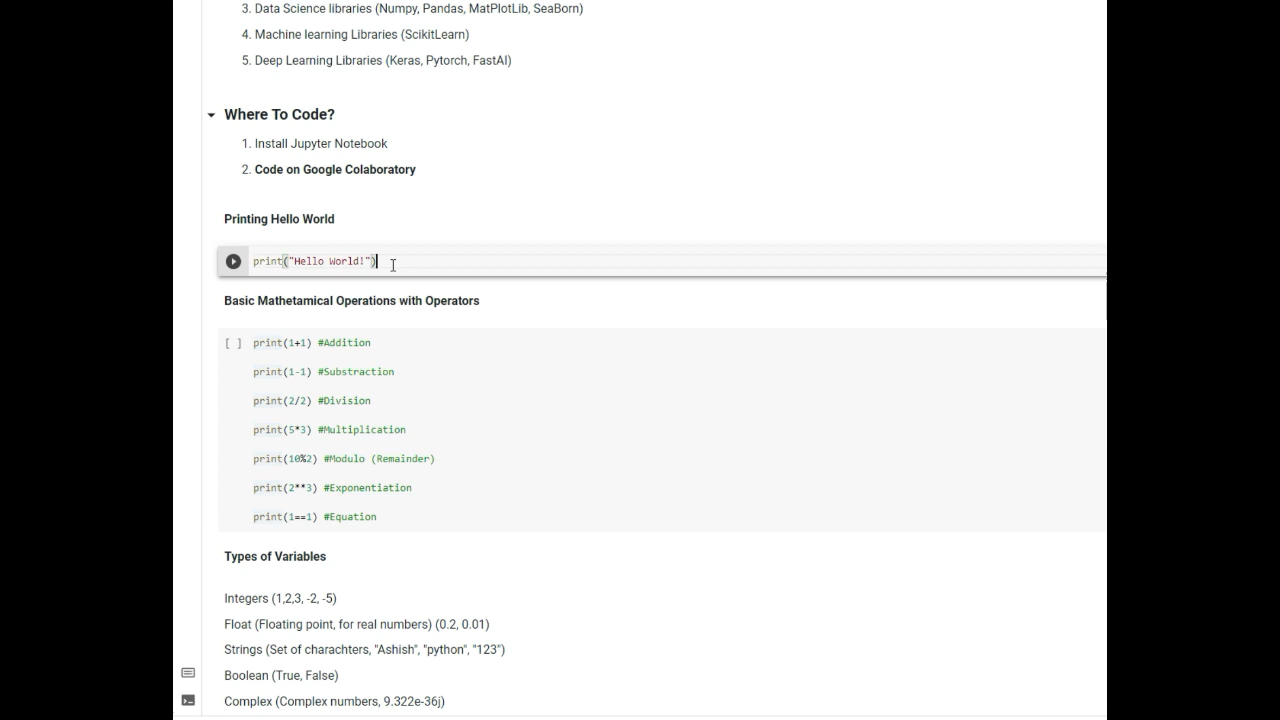 3. Data Science libraries (Numpy, Pandas, MatPlotLib, SeaBorn)
4. Machine learning Libraries (ScikitLearn)
5. Deep Learning Libraries (Keras, Pytorch, FastAI)
Where To Code?
1. Install Jupyter Notebook
2. Code on Google Colaboratory
Printing Hello World
print("Hello World!")
Basic Mathetamical Operations with Operators
[ ] print(1+1) #Addition
print(1-1) #Substraction
print(2/2) #Division
print(5*3) #Multiplication
print(10%2) #Modulo (Remainder)
print(2**3) #Exponentiation
print(1==1) #Equation
Types of Variables
Integers (1,2,3, -2, -5)
Float (Floating point, for real numbers) (0.2, 0.01)
Strings (Set of charachters, "Ashish", "python", "123")
Boolean (True, False)
Complex (Complex numbers, 9.322e-36j)